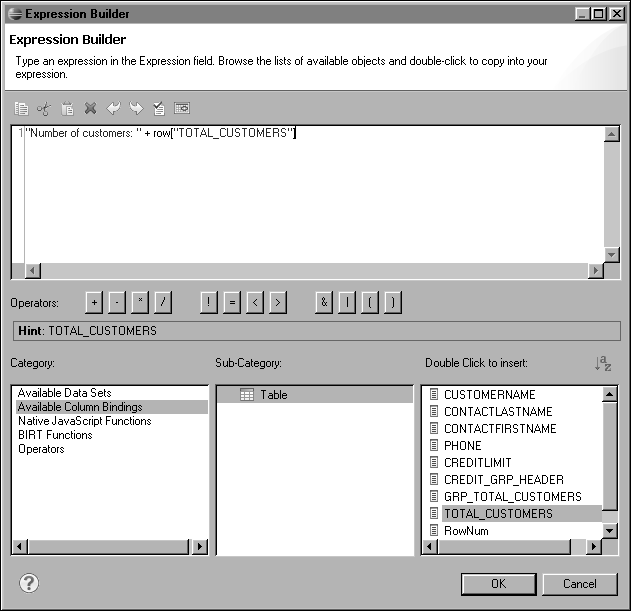 Expression Builder
Expression Builder
Type an expression in the Expression field. Browse the lists of available objects and double-click to copy into your
expression.
1 "Number of customers: " + row["TOTAL_CUSTOMERS"]
Operators: + - * / ! = < > & | ( )
Hint: TOTAL_CUSTOMERS
Category: Sub-Category: Double Click to insert:
Available Data Sets
Available Column Bindings
Native JavaScript Functions
BIRT Functions
Operators
Table
CUSTOMERNAME
CONTACTLASTNAME
CONTACTFIRSTNAME
PHONE
CREDITLIMIT
CREDIT_GRP_HEADER
GRP_TOTAL_CUSTOMERS
TOTAL_CUSTOMERS
RowNum
? OK Cancel